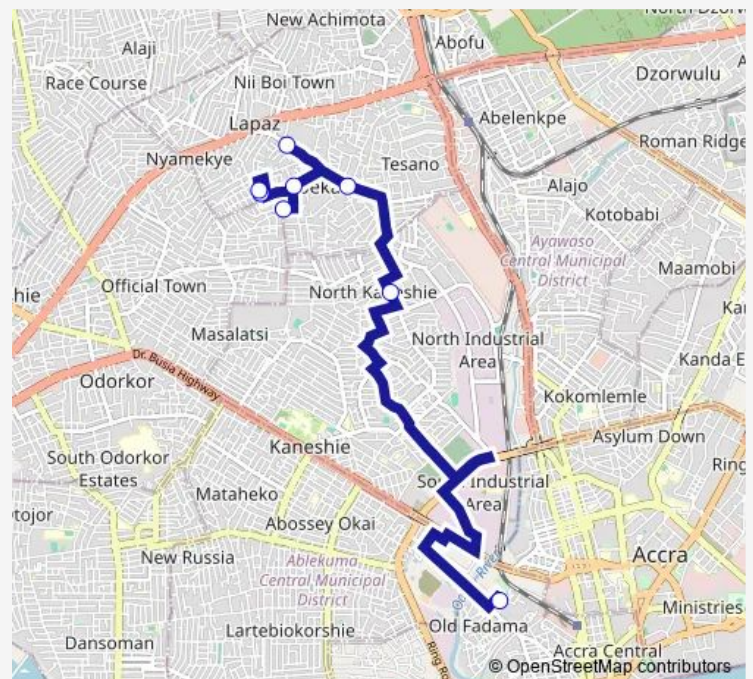 New Achimota
Alaji
Abofu
Race Course
Nii Boi Town
Dzorwulu
Lapaz
Abelenkpe
Nyamekye
Tesano
Roman Ridge
Alajo
Kotobabi
Ayawaso
Central Municipal
District
Maamobi
Official Town
hie
Masalatsi
North Industrial
Area
Dr. Busia Highway
Kanda E
Odorkor
Kokomlemle
Kaneshie
Asylum Down
South Odorkor
Estates
Ring
Industrial
Area
Mataheko
otojor
Abossey Okai
New Russia
Ablekuma
Central Municipal
District
Accra
Ministries
Old Fadama
Lartebiokorshie
Dansoman
Accra Central
© OpenStreetMap contributors